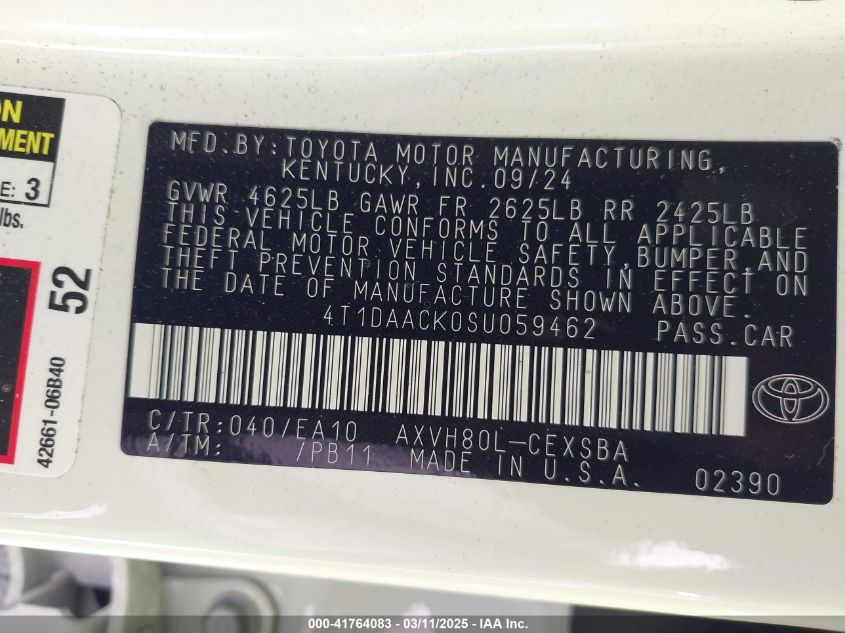 ON
EMENT
E: 3
lbs.
52
42661-06B40
MFD.BY:TOYOTA MOTOR MANUFACTURING,
KENTUCKY, INC.09/24
GVWR 4625LB GAWR FR 2625LB RR 2425LB
THIS VEHICLE CONFORMS TO ALL APPLICABLE
FEDERAL MOTOR VEHICLE SAFETY,BUMPER,AND
THEFT PREVENTION STANDARDS IN EFFECT ON
THE DATE OF MANUFACTURE SHOWN ABOVE.
4T1DAACK0SU059462 PASS.CAR
C/TR:040/EA10 AXVH80L-CEXSBA
A/TM: /PB11 MADE IN U.S.A. 02390
000-41764083 - 03/11/2025 - IAA Inc.